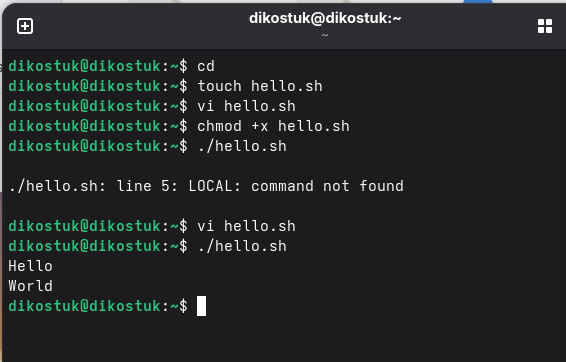 dikostuk@dikostuk:~
~
dikostuk@dikostuk:~$ cd
dikostuk@dikostuk:~$ touch hello.sh
dikostuk@dikostuk:~$ vi hello.sh
dikostuk@dikostuk:~$ chmod +x hello.sh
dikostuk@dikostuk:~$ ./hello.sh
./hello.sh: line 5: LOCAL: command not found
dikostuk@dikostuk:~$ vi hello.sh
dikostuk@dikostuk:~$ ./hello.sh
Hello
World
dikostuk@dikostuk:~$